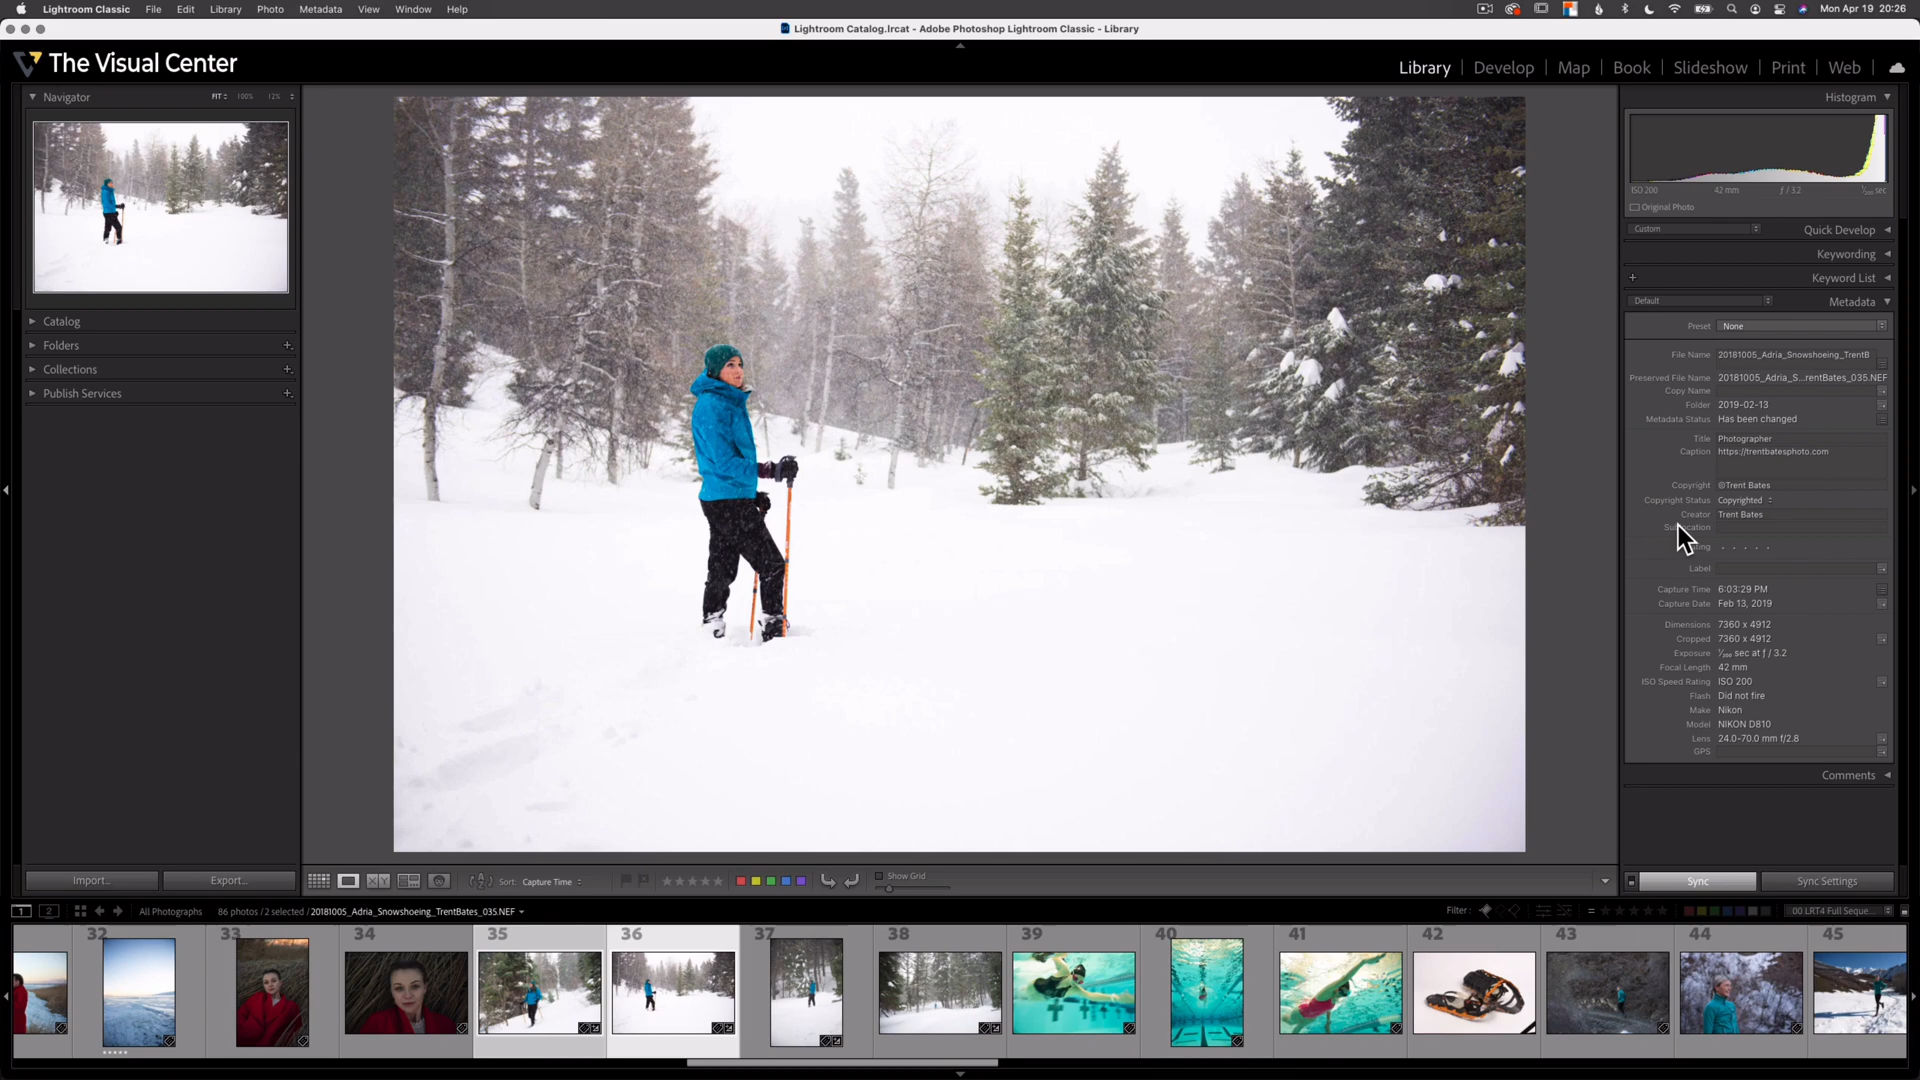 Lightroom Classic File Edit Library Photo Metadata View Window Help Mon Apr 19 20:26
Lightroom Catalog.lrcat - Adobe Photoshop Lightroom Classic - Library
The Visual Center
Library | Develop | Map | Book | Slideshow | Print | Web
Navigator FIT 100% 12%
Catalog
Folders
Collections
Publish Services
Import... Export...
Histogram
ISO 200 42 mm ƒ / 3.2 1/200 sec
Original Photo
Custom Quick Develop
Keywording
Keyword List
Default Metadata
Preset None
File Name 20181005_Adria_Snowshoeing_TrentB
Preserved File Name 20181005_Adria_S...rentBates_035.NEF
Copy Name
Folder 2019-02-13
Metadata Status Has been changed
Title Photographer
Caption https://trentbatesphoto.com
Copyright ©Trent Bates
Copyright Status Copyrighted
Creator Trent Bates
Label
Capture Time 6:03:29 PM
Capture Date Feb 13, 2019
Dimensions 7360 x 4912
Cropped 7360 x 4912
Exposure 1/200 sec at ƒ / 3.2
Focal Length 42 mm
ISO Speed Rating ISO 200
Flash Did not fire
Make Nikon
Model NIKON D810
Lens 24.0-70.0 mm f/2.8
GPS
Comments
Sync Sync Settings
Sort: Capture Time Show Grid
1 2 All Photographs 86 photos / 2 selected / 20181005_Adria_Snowshoeing_TrentBates_035.NEF Filter: 00 LRT4 Full Seque...
32 33 34 35 36 37 38 39 40 41 42 43 44 45